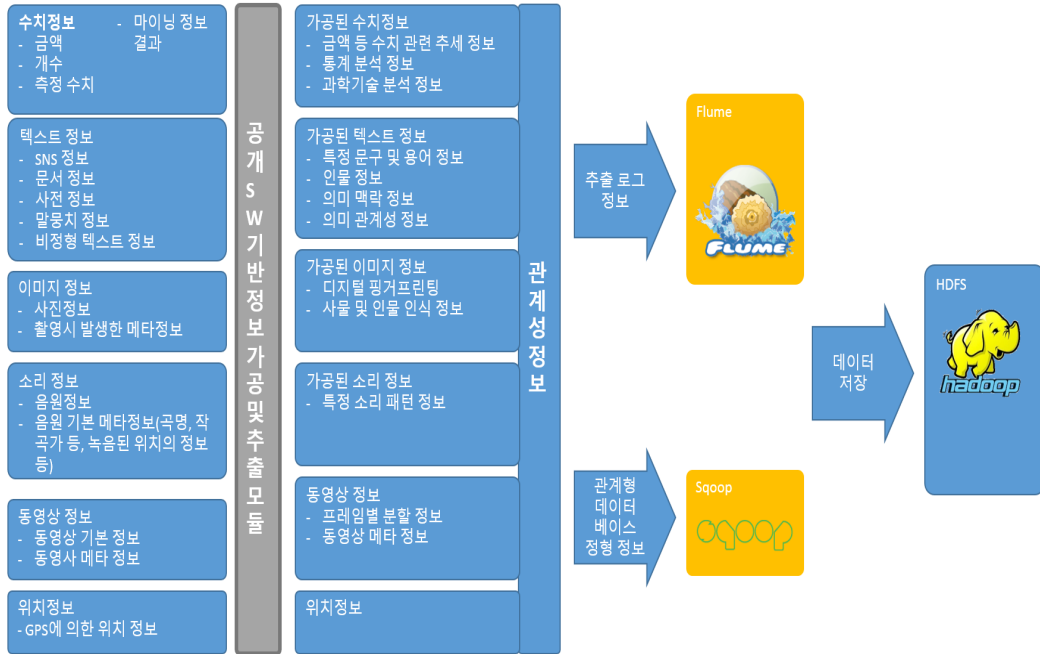 수치정보
- 금액
- 개수
- 측정 수치
- 마이닝 정보
결과
텍스트 정보
- SNS 정보
- 문서 정보
- 사전 정보
- 말뭉치 정보
- 비정형 텍스트 정보
이미지 정보
- 사진정보
- 촬영시 발생한 메타정보
소리 정보
- 음원정보
- 음원 기본 메타정보(곡명, 작
곡가 등, 녹음된 위치의 정보
등)
동영상 정보
- 동영상 기본 정보
- 동영사 메타 정보
위치정보
- GPS에 의한 위치 정보
공개SW기반정보가공및추출모듈
가공된 수치정보
- 금액 등 수치 관련 추세 정보
- 통계 분석 정보
- 과학기술 분석 정보
가공된 텍스트 정보
- 특정 문구 및 용어 정보
- 인물 정보
- 의미 맥락 정보
- 의미 관계성 정보
가공된 이미지 정보
- 디지털 핑거프린팅
- 사물 및 인물 인식 정보
가공된 소리 정보
- 특정 소리 패턴 정보
동영상 정보
- 프레임별 분할 정보
- 동영상 메타 정보
위치정보
관계성정보
추출 로그
정보
Flume
FLUME
관계형
데이터
베이스
정형 정보
Sqoop
sqoop
데이터
저장
HDFS
hadoop